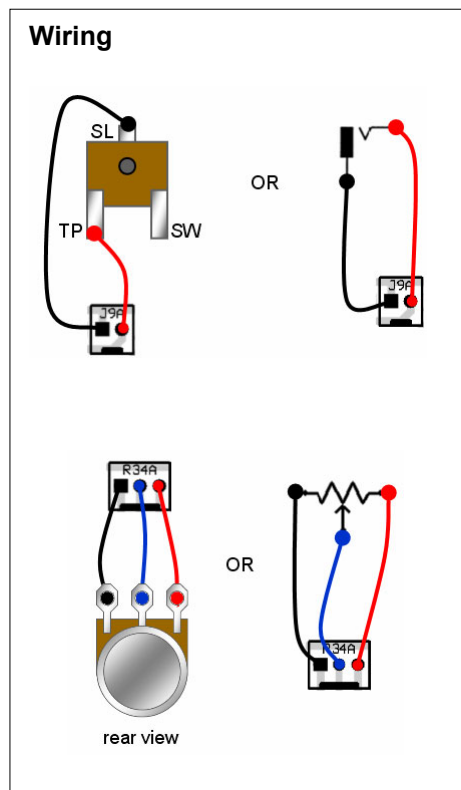 Wiring
SL
OR
TP
SW
J9A
J9A
R34A
OR
R34A
rear view